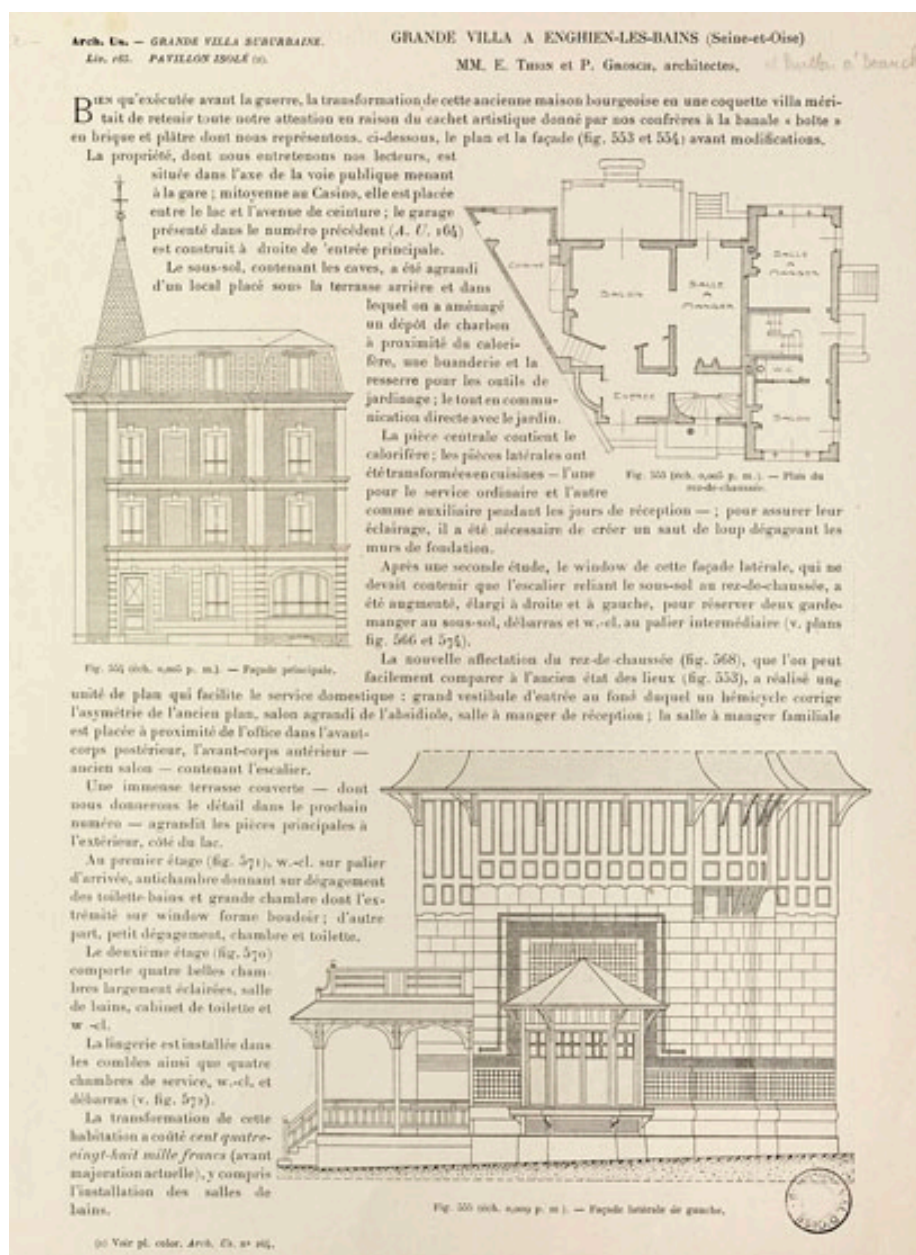 Arch. Us. — GRANDE VILLA SUBURBAINE.
Liv. 165. PAVILLON ISOLÉ (1).
GRANDE VILLA A ENGHIEN-LES-BAINS (Seine-et-Oise)
MM. E. Thion et P. Grosch, architectes,
Bien qu'exécutée avant la guerre, la transformation de cette ancienne maison bourgeoise en une coquette villa méri-
tait de retenir toute notre attention en raison du cachet artistique donné par nos confrères à la banale « boîte »
en brique et plâtre dont nous représentons, ci-dessous, le plan et la façade (fig. 553 et 554) avant modifications.
La propriété, dont nous entretenons nos lecteurs, est
située dans l'axe de la voie publique menant
à la gare ; mitoyenne au Casino, elle est placée
entre le lac et l'avenue de ceinture ; le garage
présenté dans le numéro précédent (A. U. 164)
est construit à droite de 'entrée principale.
Le sous-sol, contenant les caves, a été agrandi
d'un local placé sous la terrasse arrière et dans
lequel on a aménagé
un dépôt de charbon
à proximité du calori-
fère, une buanderie et la
resserre pour les outils de
jardinage ; le tout en commu-
nication directe avec le jardin.
La pièce centrale contient le
calorifère ; les pièces latérales ont
été transformées en cuisines — l'une
pour le service ordinaire et l'autre
comme auxiliaire pendant les jours de réception — ; pour assurer leur
éclairage, il a été nécessaire de créer un saut de loup dégageant les
murs de fondation.
Après une seconde étude, le window de cette façade latérale, qui ne
devait contenir que l'escalier reliant le sous-sol au rez-de-chaussée, a
été augmenté, élargi à droite et à gauche, pour réserver deux garde-
manger au sous-sol, débarras et w.-cl. au palier intermédiaire (v. plans
fig. 566 et 574).
La nouvelle affectation du rez-de-chaussée (fig. 568), que l'on peut
facilement comparer à l'ancien état des lieux (fig. 553), a réalisé une
unité de plan qui facilite le service domestique : grand vestibule d'entrée au fond duquel un hémicycle corrige
l'asymétrie de l'ancien plan, salon agrandi de l'absidiole, salle à manger de réception ; la salle à manger familiale
est placée à proximité de l'office dans l'avant-
corps postérieur, l'avant-corps antérieur —
ancien salon — contenant l'escalier.
Une immense terrasse couverte — dont
nous donnerons le détail dans le prochain
numéro — agrandit les pièces principales à
l'extérieur, côté du lac.
Au premier étage (fig. 571), w.-cl. sur palier
d'arrivée, antichambre donnant sur dégagement
des toilette-bains et grande chambre dont l'ex-
trémité sur window forme boudoir ; d'autre
part, petit dégagement, chambre et toilette.
Le deuxième étage (fig. 570)
comporte quatre belles cham-
bres largement éclairées, salle
de bains, cabinet de toilette et
w -cl.
La lingerie est installée dans
les combles ainsi que quatre
chambres de service, w.-cl. et
débarras (v. fig. 572).
La transformation de cette
habitation a coûté cent quatre-
vingt-huit mille francs (avant
majoration actuelle), y compris
l'installation des salles de
bains.
SALON
SALLE
A
MANGER
SALLE
A
MANGER
W.C.
SALON
Fig. 553 (éch. 0,005 p. m.). — Plan du
rez-de-chaussée.
Fig. 554 (éch. 0,005 p. m.). — Façade principale.
Fig. 555 (éch. 0,009 p. m.). — Façade latérale de gauche.
(1) Voir pl. color. Arch. Us. n° 164.